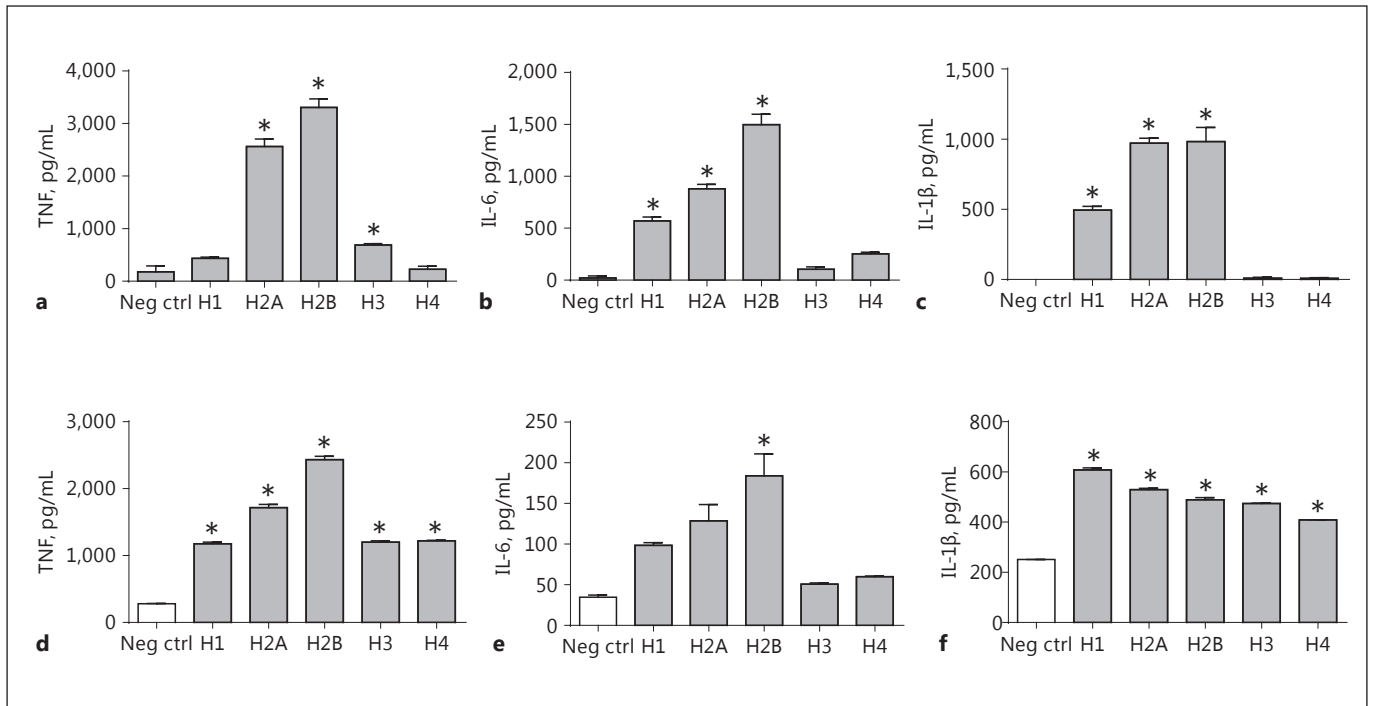 TNF, pg/mL
4,000
3,000
2,000
1,000
0
*
*
*
Neg ctrl H1 H2A H2B H3 H4
a
IL-6, pg/mL
2,000
1,500
1,000
500
0
*
*
*
Neg ctrl H1 H2A H2B H3 H4
b
IL-1β, pg/mL
1,500
1,000
500
0
*
*
*
Neg ctrl H1 H2A H2B H3 H4
c
TNF, pg/mL
3,000
2,000
1,000
0
*
*
*
*
*
Neg ctrl H1 H2A H2B H3 H4
d
IL-6, pg/mL
250
200
150
100
50
0
*
Neg ctrl H1 H2A H2B H3 H4
e
IL-1β, pg/mL
800
600
400
200
0
*
*
*
*
*
Neg ctrl H1 H2A H2B H3 H4
f